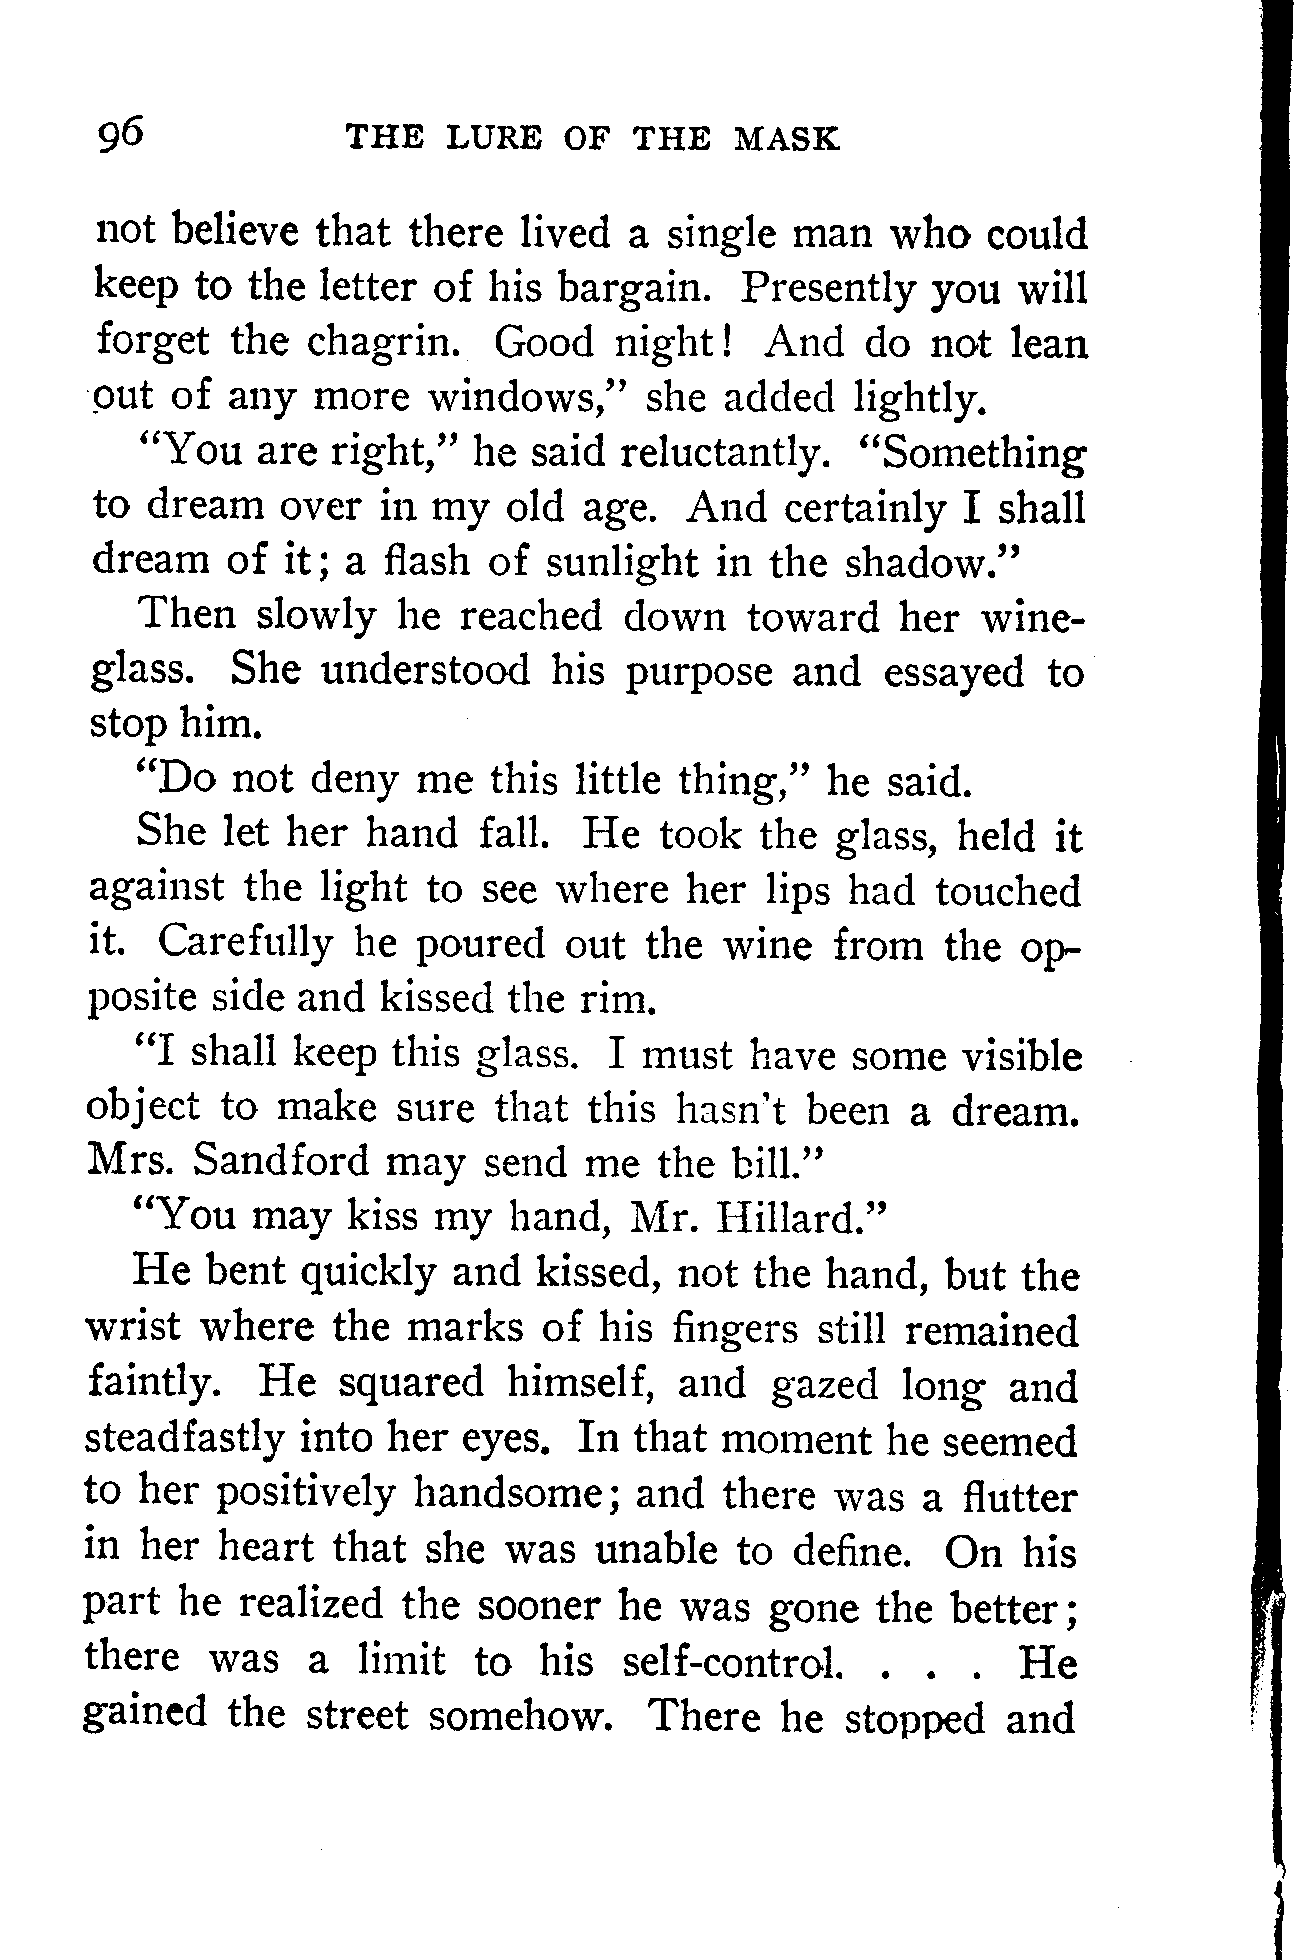 96 THE LURE OF THE MASK
not believe that there lived a single man who could
keep to the letter of his bargain. Presently you will
forget the chagrin. Good night! And do not lean
out of any more windows,” she added lightly.
“You are right,” he said reluctantly. “Something
to dream over in my old age. And certainly I shall
dream of it; a flash of sunlight in the shadow.”
Then slowly he reached down toward her wine-
glass. She understood his purpose and essayed to
stop him.
“Do not deny me this little thing,” he said.
She let her hand fall. He took the glass, held it
against the light to see where her lips had touched
it. Carefully he poured out the wine from the op-
posite side and kissed the rim.
“I shall keep this glass. I must have some visible
object to make sure that this hasn’t been a dream.
Mrs. Sandford may send me the bill.”
“You may kiss my hand, Mr. Hillard.”
He bent quickly and kissed, not the hand, but the
wrist where the marks of his fingers still remained
faintly. He squared himself, and gazed long and
steadfastly into her eyes. In that moment he seemed
to her positively handsome; and there was a flutter
in her heart that she was unable to define. On his
part he realized the sooner he was gone the better;
there was a limit to his self-control. . . . He
gained the street somehow. There he stopped and